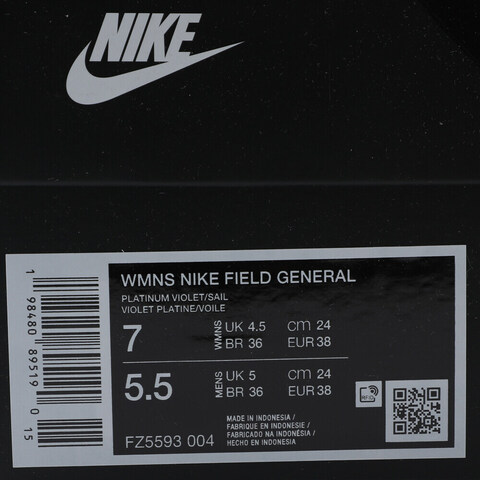 NIKE
WMNS NIKE FIELD GENERAL
PLATINUM VIOLET/SAIL
VIOLET PLATINE/VOILE
7 WMNS UK 4.5 cm 24
BR 36 EUR 38
5.5 MENS UK 5 cm 24
BR 36 EUR 38
MADE IN INDONESIA /
FABRIQUE EN INDONESIE /
FABRICADO NA INDONÉSIA /
FZ5593 004 HECHO EN INDONESIA
1 98480 89519 0 15